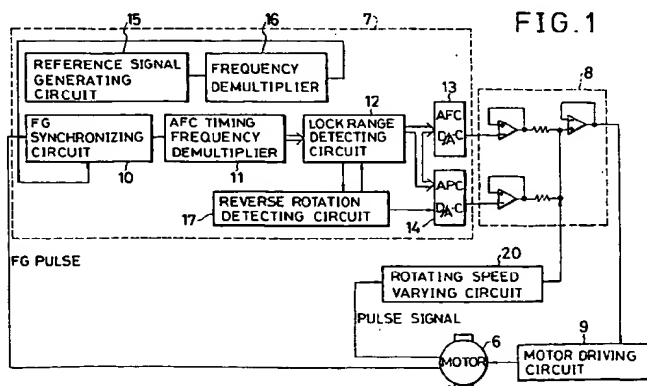 FIG.1
15
16
7
REFERENCE SIGNAL
GENERATING
CIRCUIT
FREQUENCY
DEMULTIPLIER
8
13
12
FG
SYNCHRONIZING
CIRCUIT
AFC TIMING
FREQUENCY
DEMULTIPLIER
LOCK RANGE
DETECTING
CIRCUIT
AFC
D/A·C
10
11
APC
D/A·C
17
REVERSE ROTATION
DETECTING CIRCUIT
14
FG PULSE
20
ROTATING SPEED
VARYING CIRCUIT
PULSE SIGNAL
6
9
MOTOR
MOTOR DRIVING
CIRCUIT